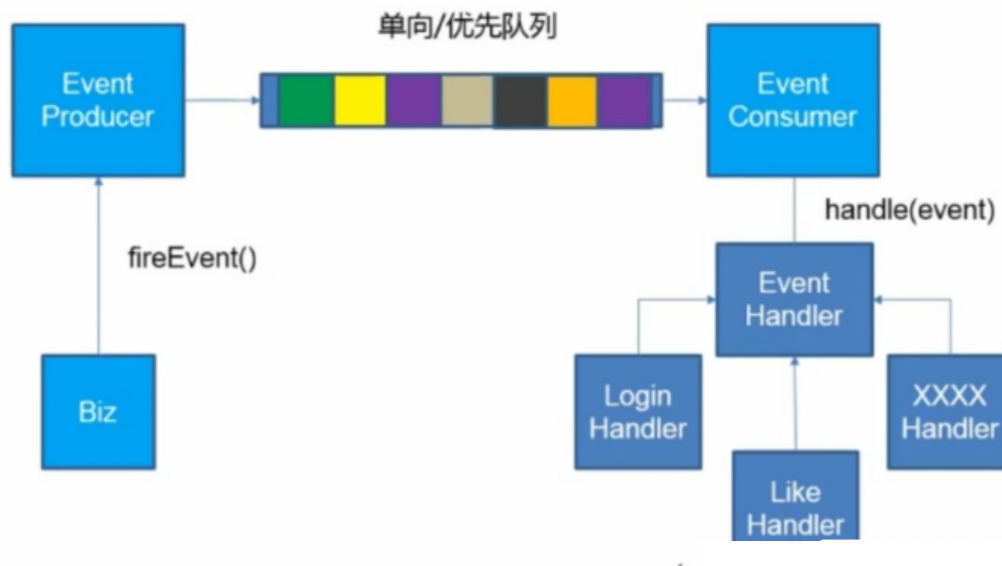 单向/优先队列
Event
Producer
Event
Consumer
handle(event)
fireEvent()
Event
Handler
Biz
Login
Handler
XXXX
Handler
Like
Handler